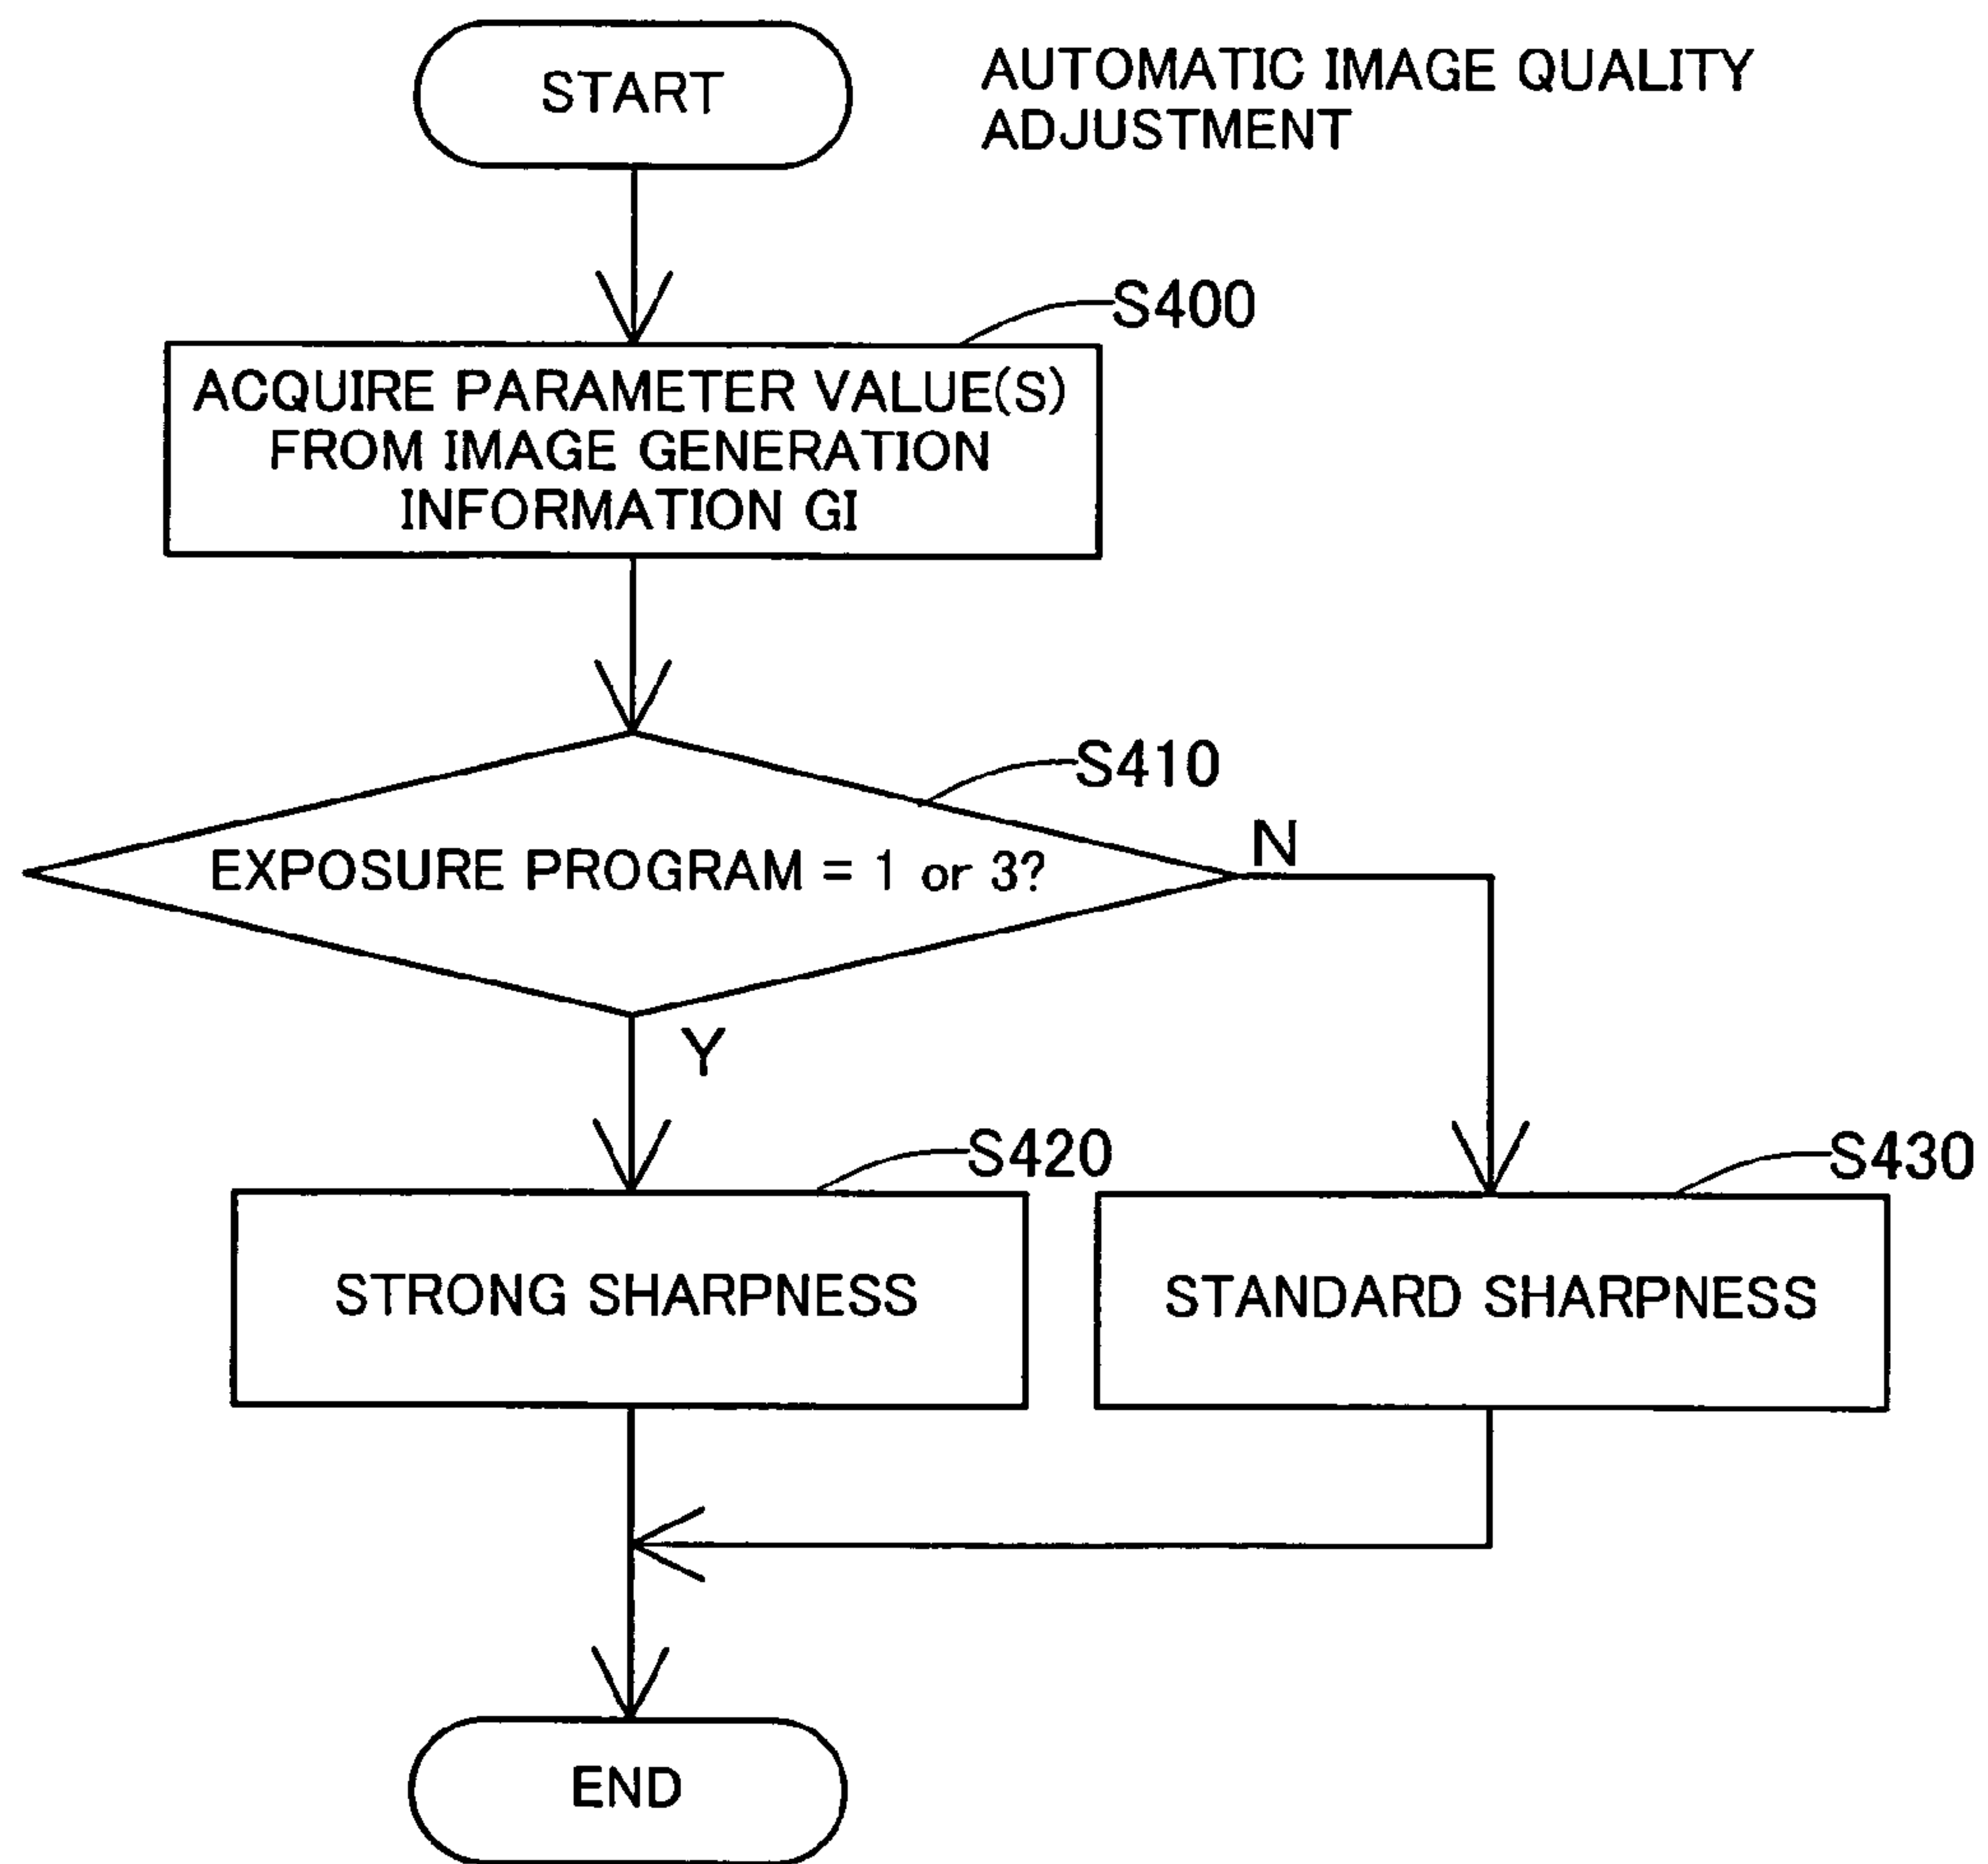 START
AUTOMATIC IMAGE QUALITY
ADJUSTMENT
S400
ACQUIRE PARAMETER VALUE(S)
FROM IMAGE GENERATION
INFORMATION GI
S410
EXPOSURE PROGRAM = 1 or 3?
N
Y
S420
S430
STRONG SHARPNESS
STANDARD SHARPNESS
END